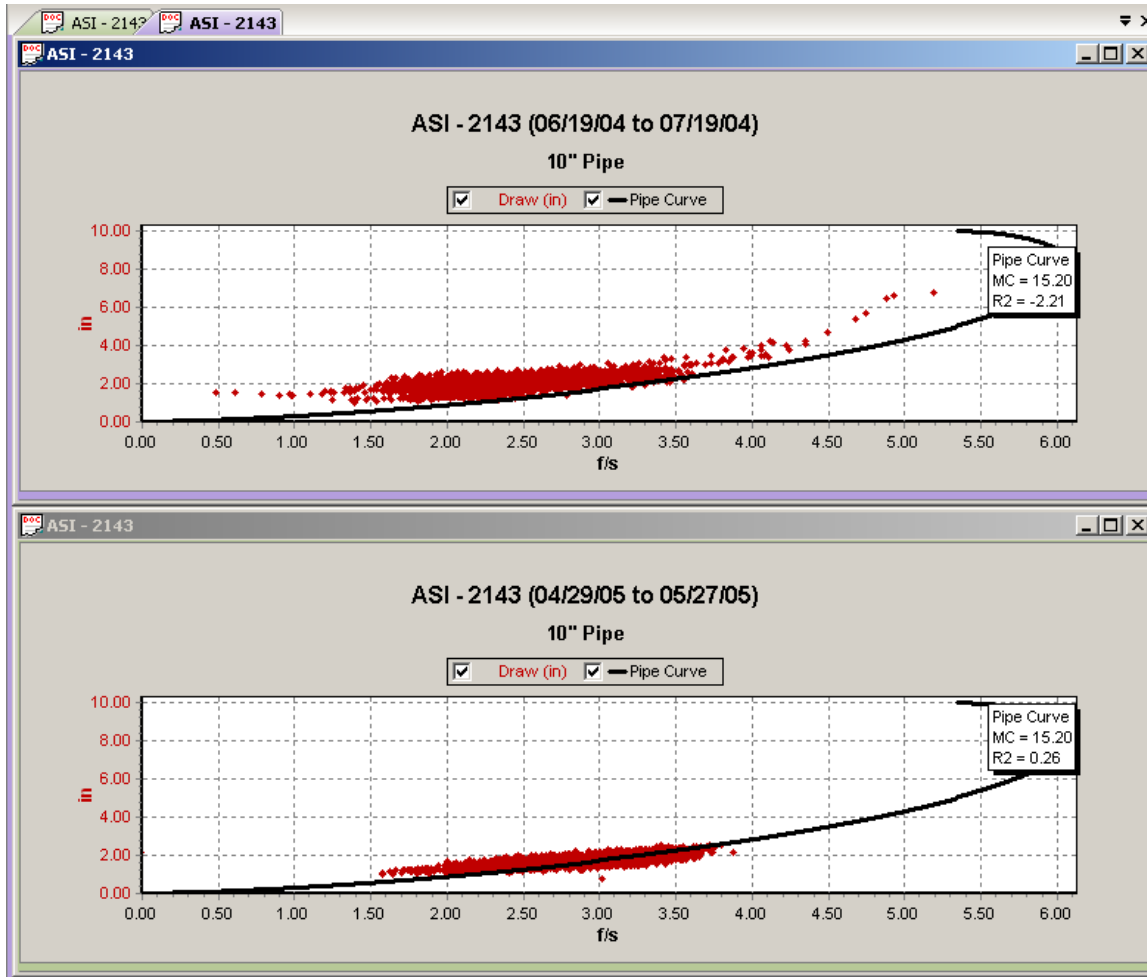 ASI - 2143 ASI - 2143
ASI - 2143
ASI - 2143 (06/19/04 to 07/19/04)
10" Pipe
Draw (in) Pipe Curve
10.00
8.00
6.00
4.00
2.00
0.00
in
Pipe Curve
MC = 15.20
R2 = -2.21
0.00 0.50 1.00 1.50 2.00 2.50 3.00 3.50 4.00 4.50 5.00 5.50 6.00
f/s
ASI - 2143
ASI - 2143 (04/29/05 to 05/27/05)
10" Pipe
Draw (in) Pipe Curve
10.00
8.00
6.00
4.00
2.00
0.00
in
Pipe Curve
MC = 15.20
R2 = 0.26
0.00 0.50 1.00 1.50 2.00 2.50 3.00 3.50 4.00 4.50 5.00 5.50 6.00
f/s